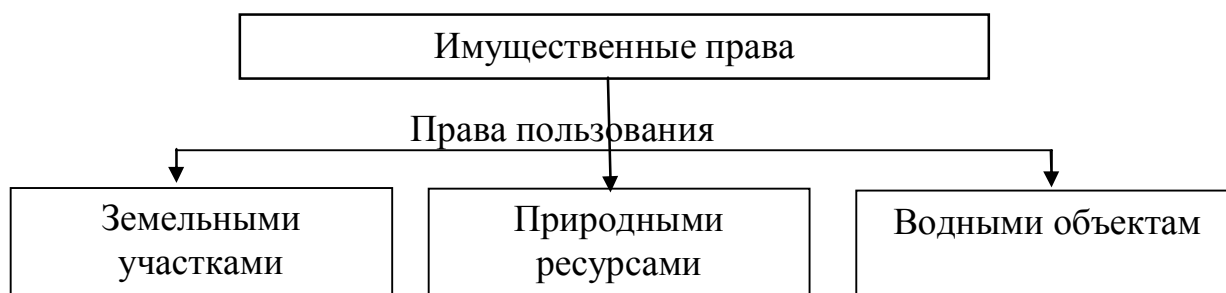 Имущественные права
Права пользования
Земельными
участками
Природными
ресурсами
Водными объектам